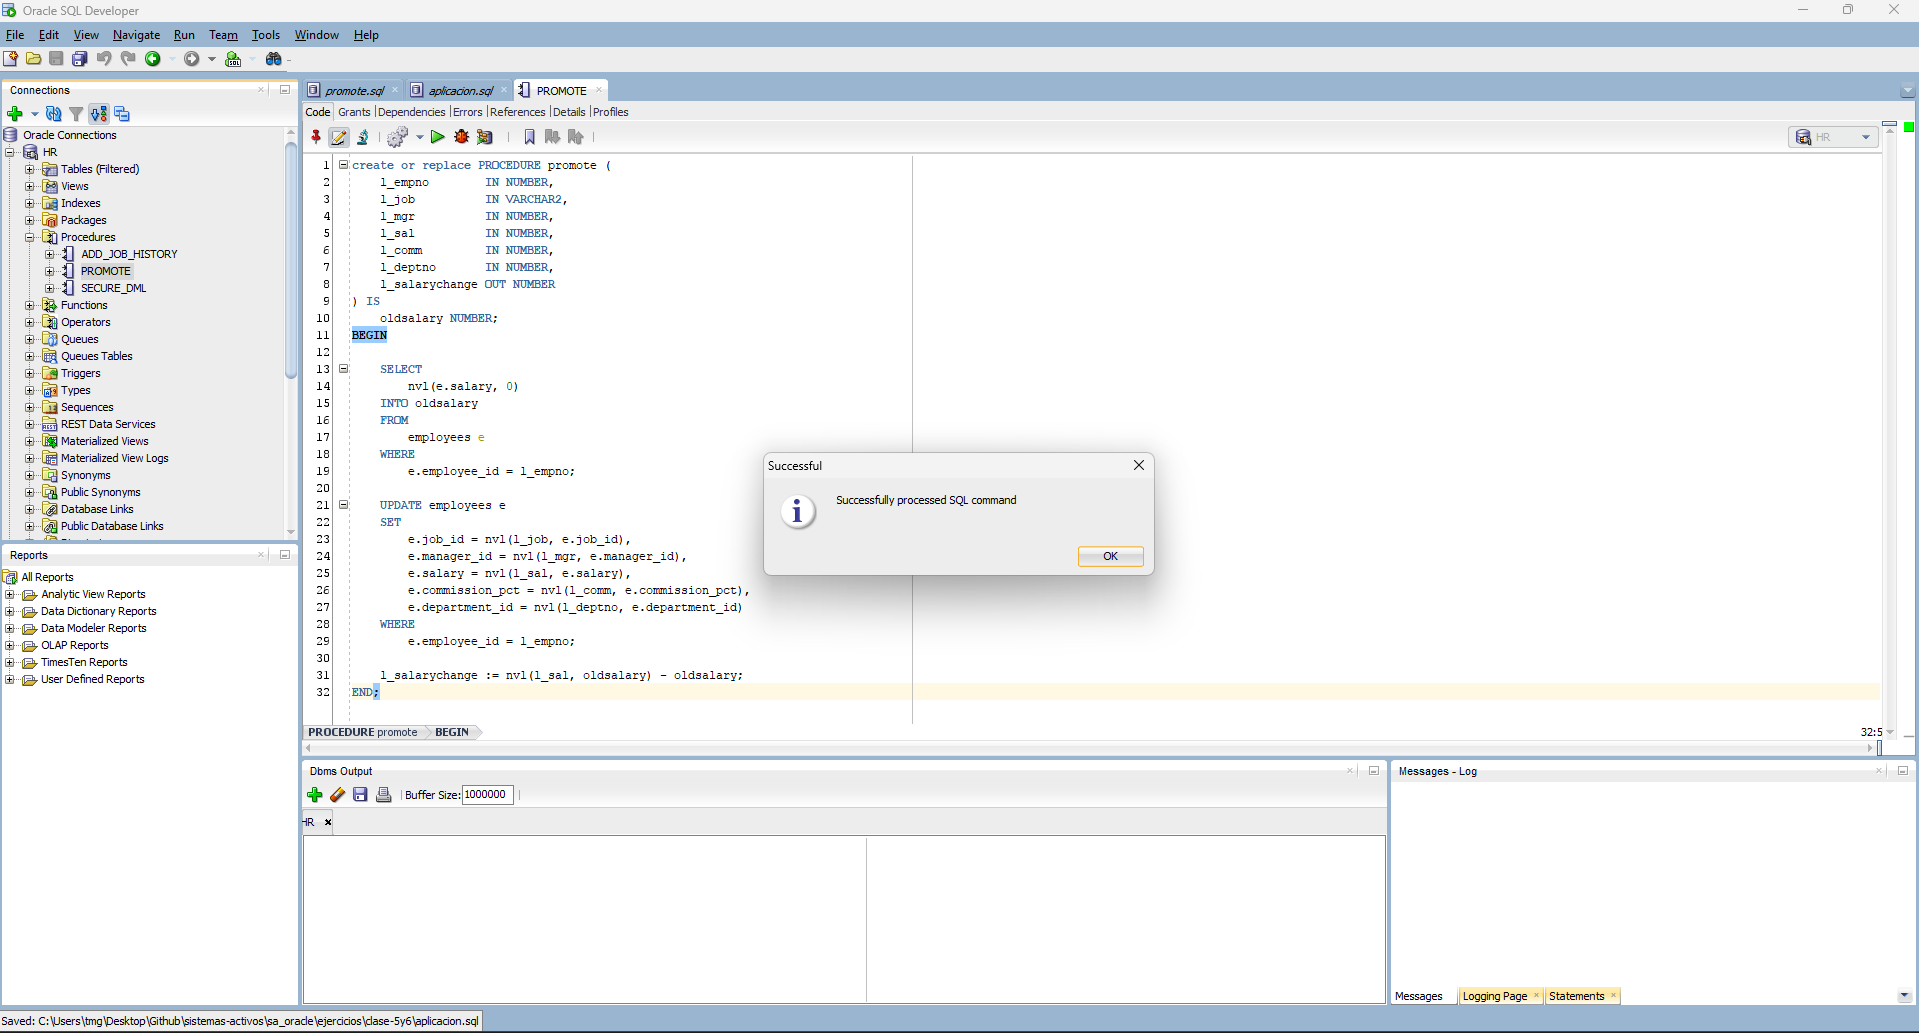 Oracle SQL Developer
File Edit View Navigate Run Team Tools Window Help
Connections
Oracle Connections
HR
Tables (Filtered)
Views
Indexes
Packages
Procedures
ADD_JOB_HISTORY
PROMOTE
SECURE_DML
Functions
Operators
Queues
Queues Tables
Triggers
Types
Sequences
REST Data Services
Materialized Views
Materialized View Logs
Synonyms
Public Synonyms
Database Links
Public Database Links
Reports
All Reports
Analytic View Reports
Data Dictionary Reports
Data Modeler Reports
OLAP Reports
TimesTen Reports
User Defined Reports
promote.sql aplicacion.sql PROMOTE
Code Grants Dependencies Errors References Details Profiles
HR
1 create or replace PROCEDURE promote (
2 l_empno IN NUMBER,
3 l_job IN VARCHAR2,
4 l_mgr IN NUMBER,
5 l_sal IN NUMBER,
6 l_comm IN NUMBER,
7 l_deptno IN NUMBER,
8 l_salarychange OUT NUMBER
9 ) IS
10 oldsalary NUMBER;
11 BEGIN
12
13 SELECT
14 nvl(e.salary, 0)
15 INTO oldsalary
16 FROM
17 employees e
18 WHERE
19 e.employee_id = l_empno;
20
21 UPDATE employees e
22 SET
23 e.job_id = nvl(l_job, e.job_id),
24 e.manager_id = nvl(l_mgr, e.manager_id),
25 e.salary = nvl(l_sal, e.salary),
26 e.commission_pct = nvl(l_comm, e.commission_pct),
27 e.department_id = nvl(l_deptno, e.department_id)
28 WHERE
29 e.employee_id = l_empno;
30
31 l_salarychange := nvl(l_sal, oldsalary) - oldsalary;
32 END;
PROCEDURE promote BEGIN
32:5
Successful
Successfully processed SQL command
OK
Dbms Output
Buffer Size: 1000000
HR
Messages - Log
Messages Logging Page Statements
Saved: C:\Users\tmg\Desktop\Github\sistemas-activos\sa_oracle\ejercicios\clase-5y6\aplicacion.sql